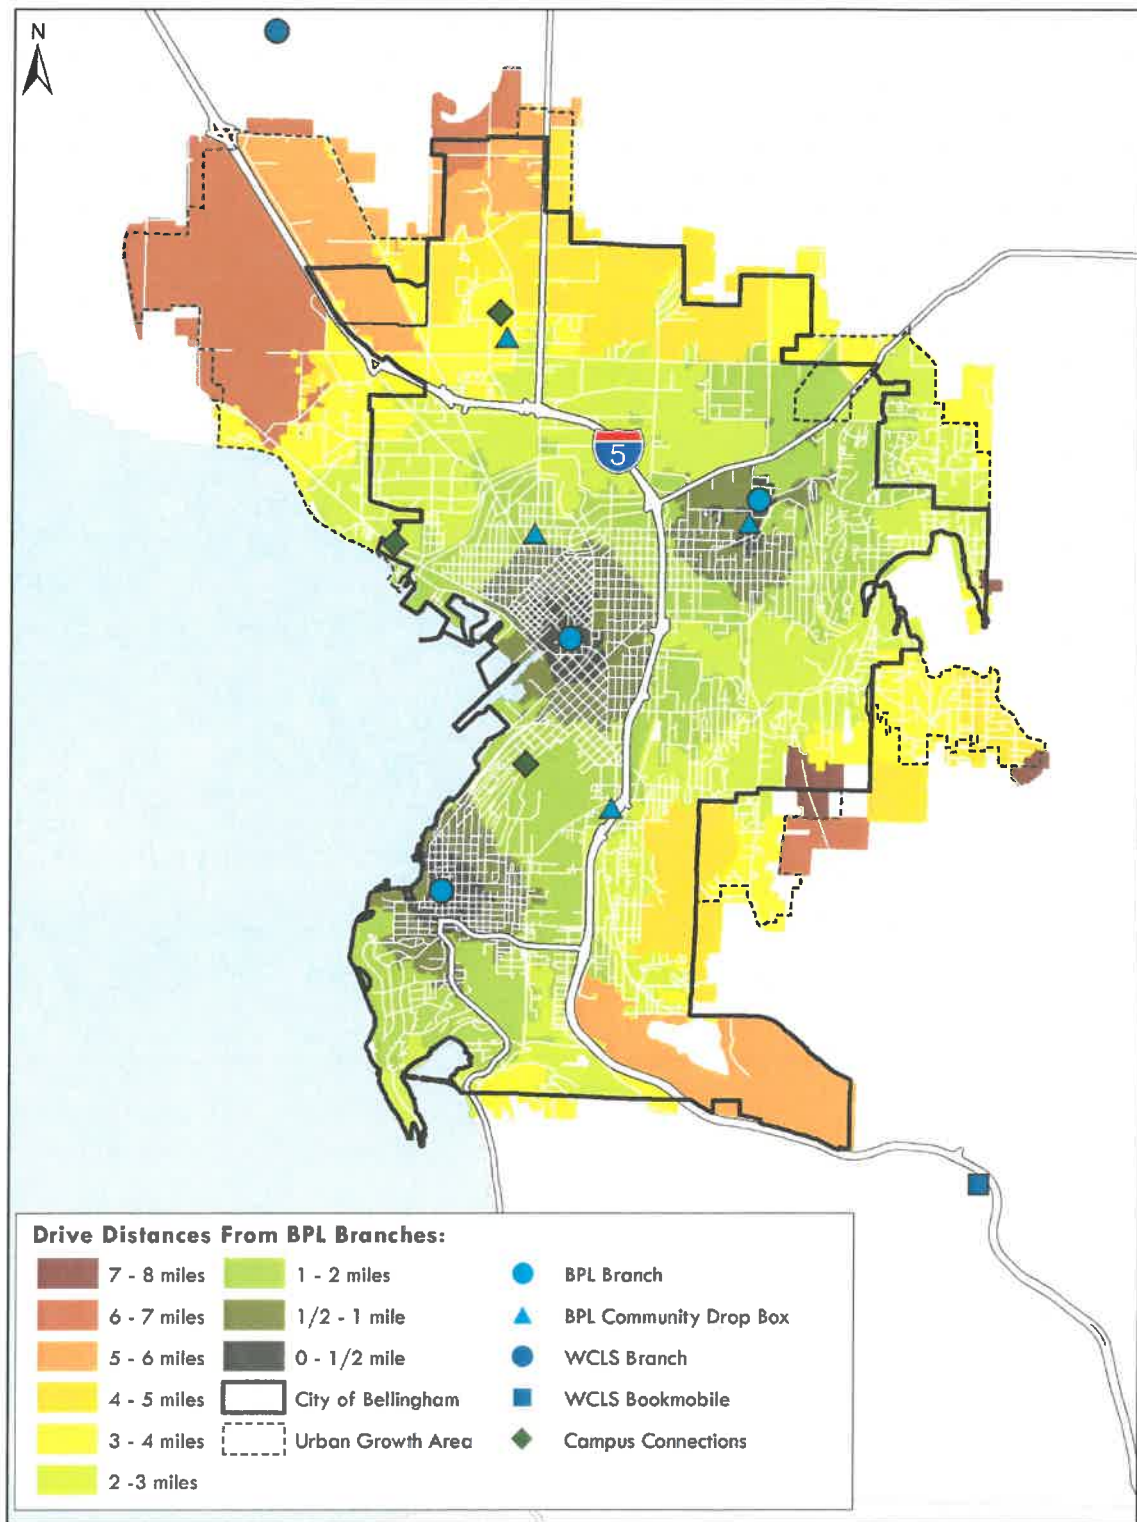 N
5
Drive Distances From BPL Branches:
7 - 8 miles
6 - 7 miles
5 - 6 miles
4 - 5 miles
3 - 4 miles
2 -3 miles
1 - 2 miles
1/2 - 1 mile
0 - 1/2 mile
City of Bellingham
Urban Growth Area
BPL Branch
BPL Community Drop Box
WCLS Branch
WCLS Bookmobile
Campus Connections